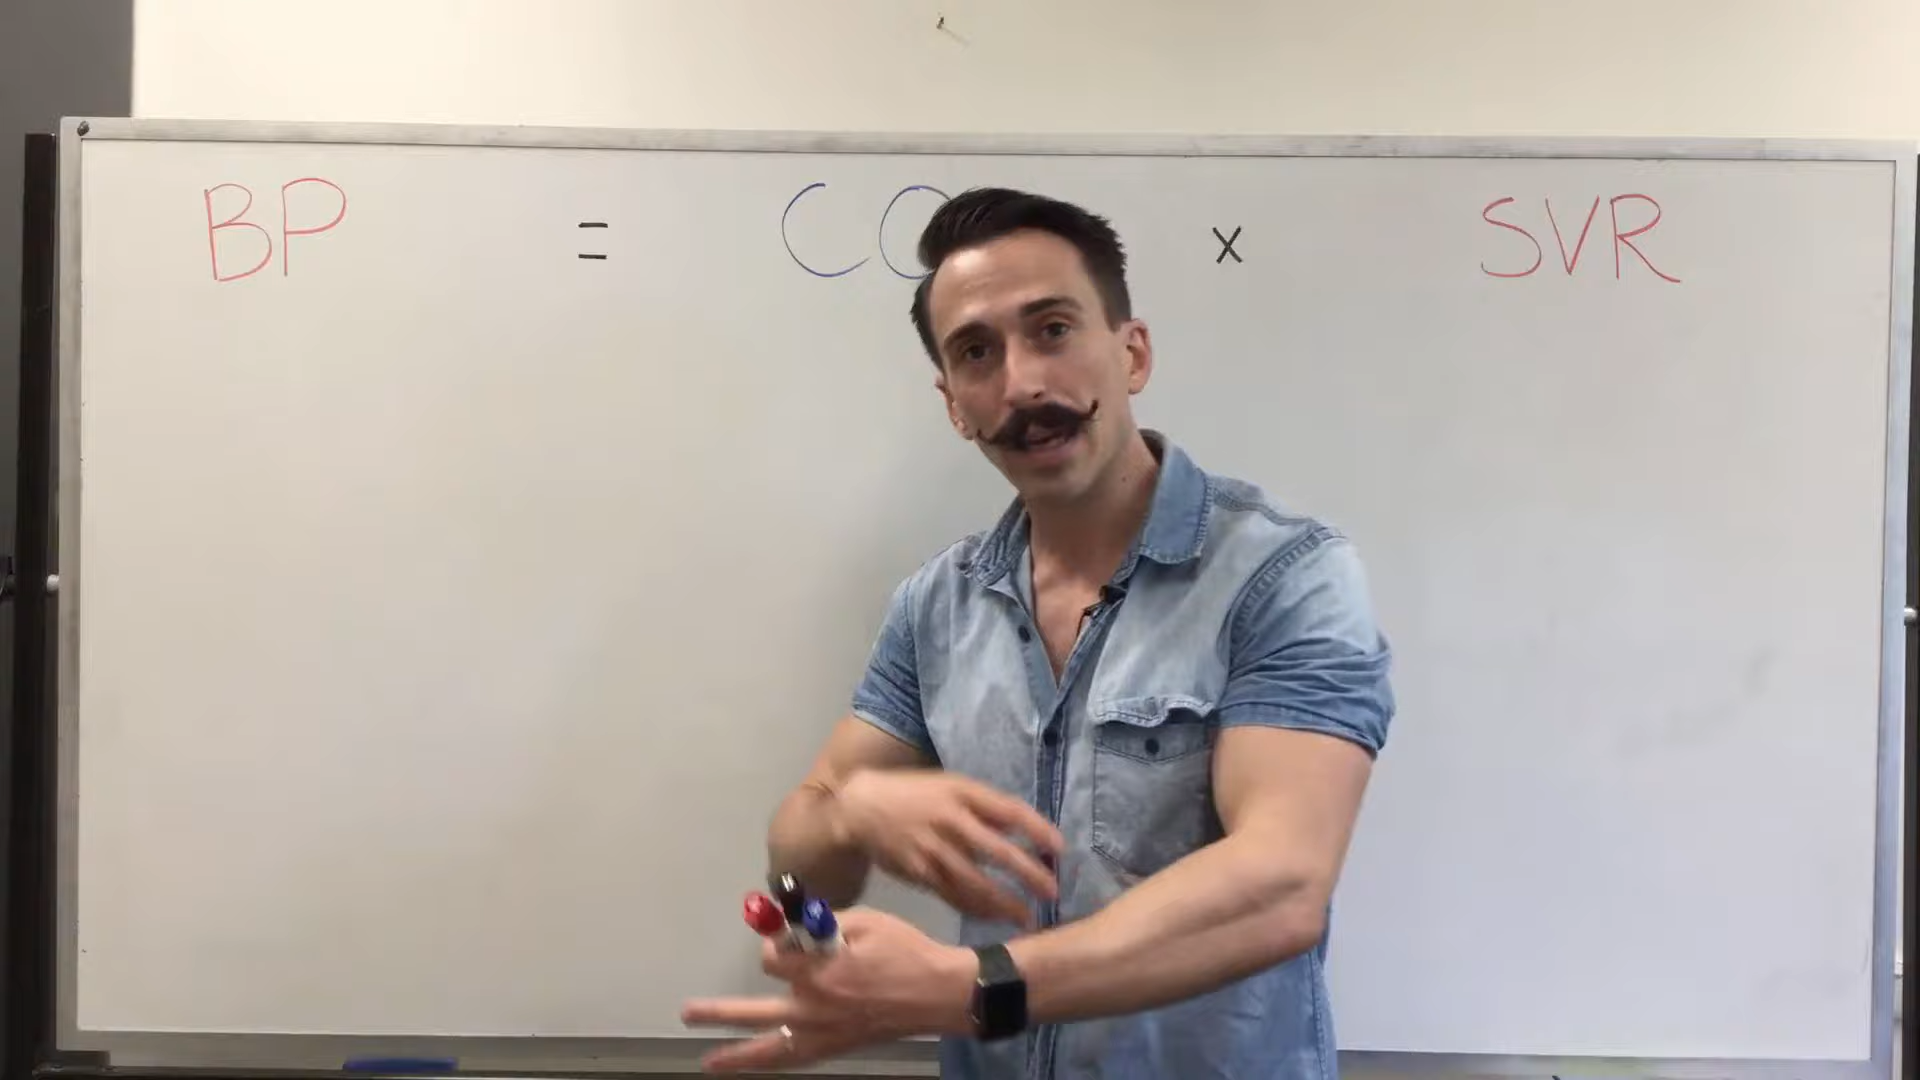 BP = CO x SVR